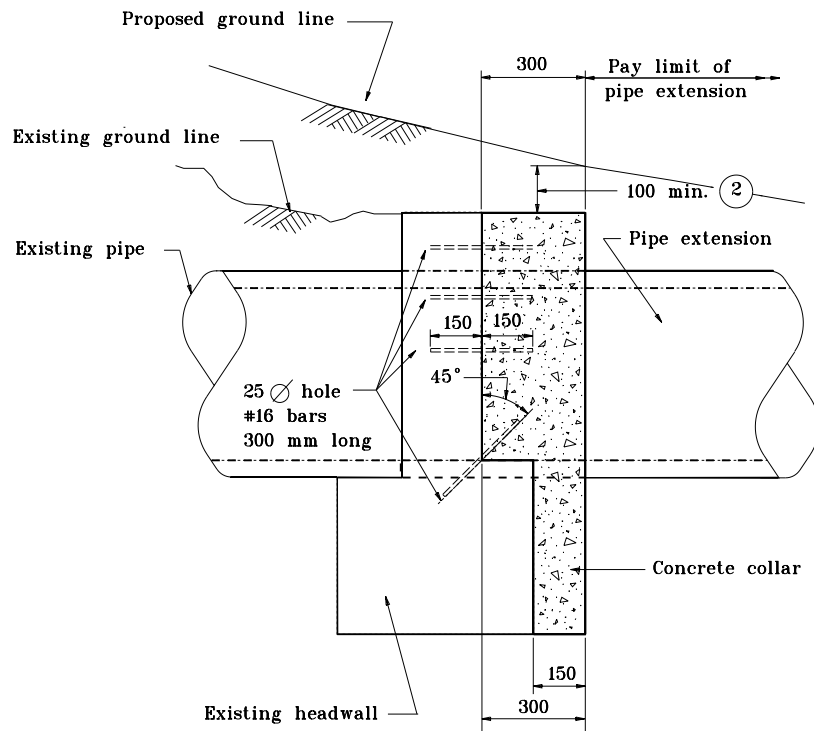 Proposed ground line
300
Pay limit of
pipe extension
Existing ground line
100 min.
2
Existing pipe
Pipe extension
150
150
45°
25 ∅ hole
#16 bars
300 mm long
Concrete collar
150
Existing headwall
300